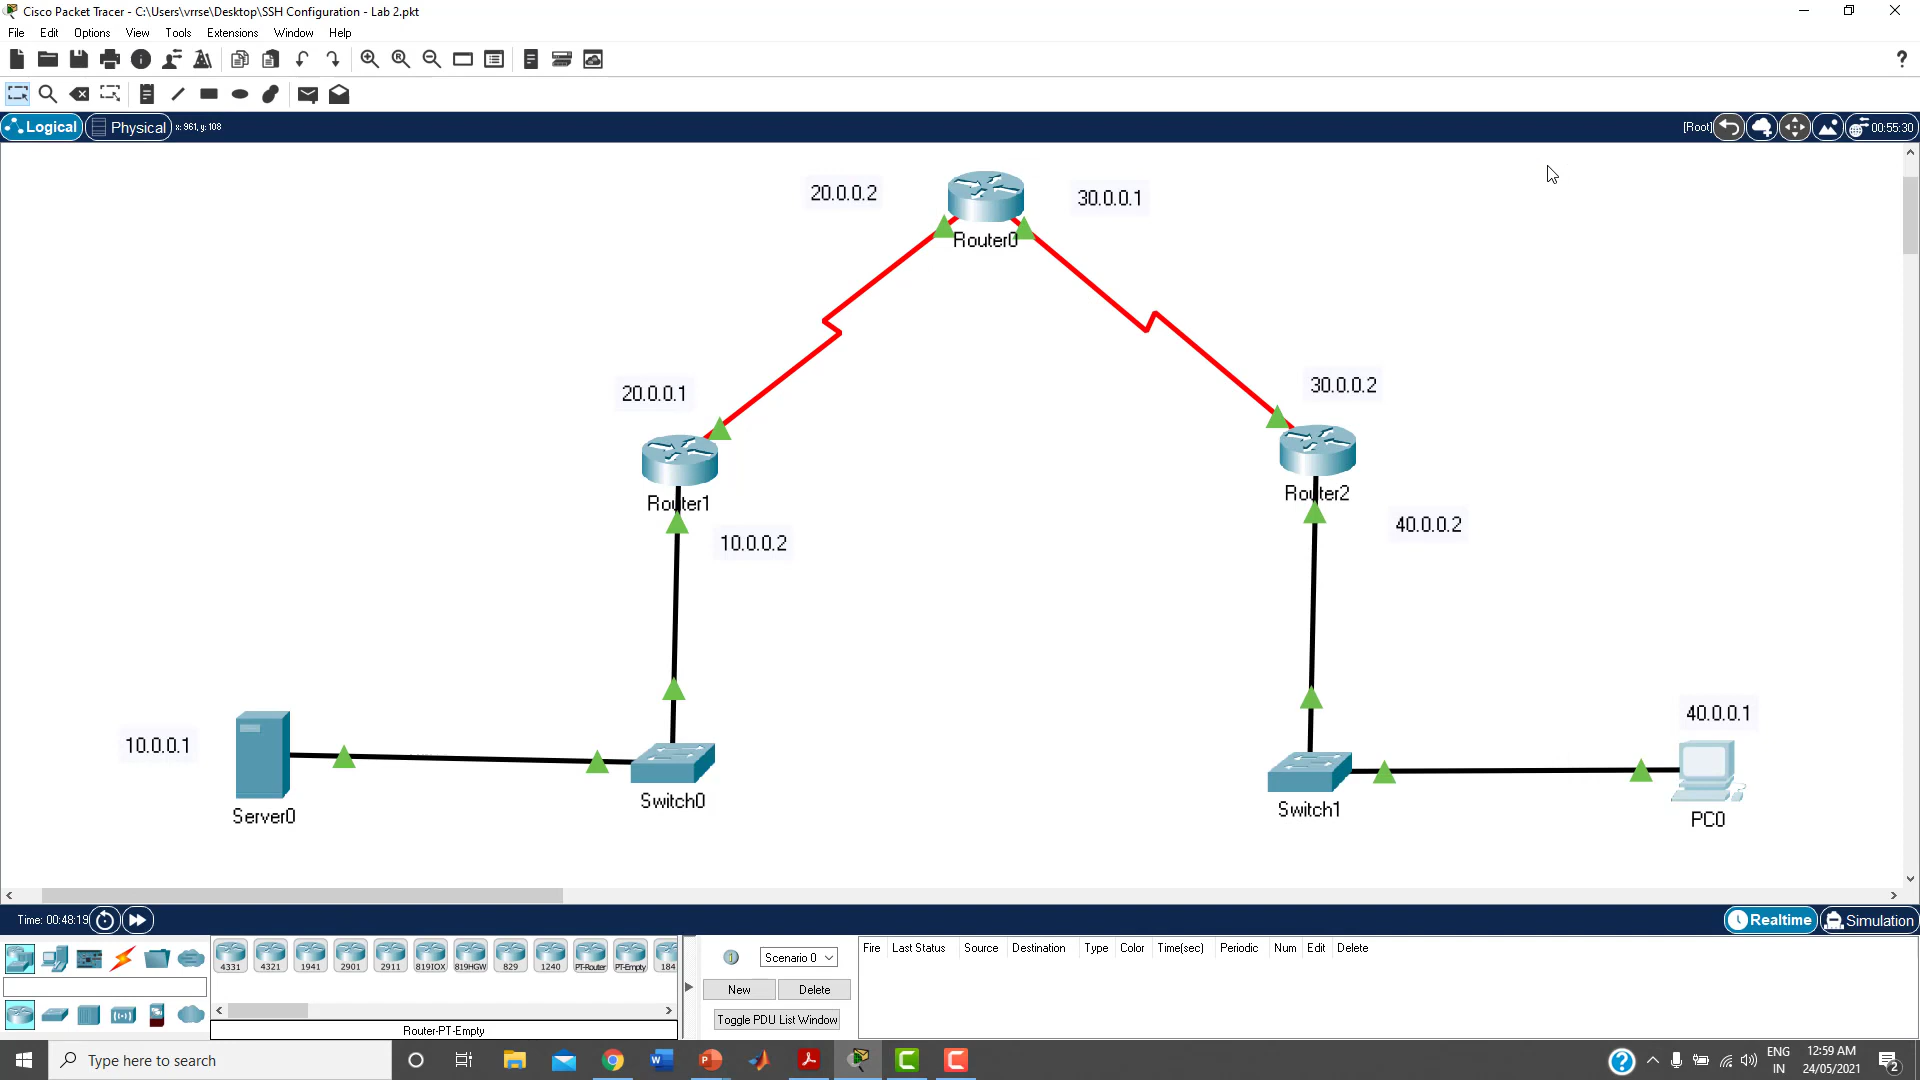 Cisco Packet Tracer - C:\Users\vrrse\Desktop\SSH Configuration - Lab 2.pkt
File Edit Options View Tools Extensions Window Help
?
Logical Physical x: 961, y: 108 [Root] 00:55:30
20.0.0.2 30.0.0.1
Router0
20.0.0.1 30.0.0.2
Router1 Router2
10.0.0.2 40.0.0.2
10.0.0.1 40.0.0.1
Server0 Switch0 Switch1 PC0
Time: 00:48:19 Realtime Simulation
4331 4321 1941 2901 2911 819IOX 819HGW 829 1240 PT-Router PT-Empty 184
Router-PT-Empty
Scenario 0
New Delete
Toggle PDU List Window
Fire Last Status Source Destination Type Color Time(sec) Periodic Num Edit Delete
Type here to search
ENG
IN
12:59 AM
24/05/2021
2